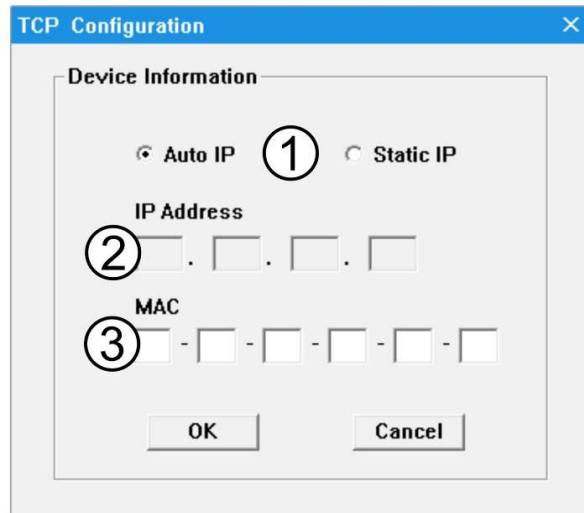 TCP Configuration ×
Device Information
Auto IP ① Static IP
IP Address
② . . .
MAC
③ - - - - -
OK Cancel